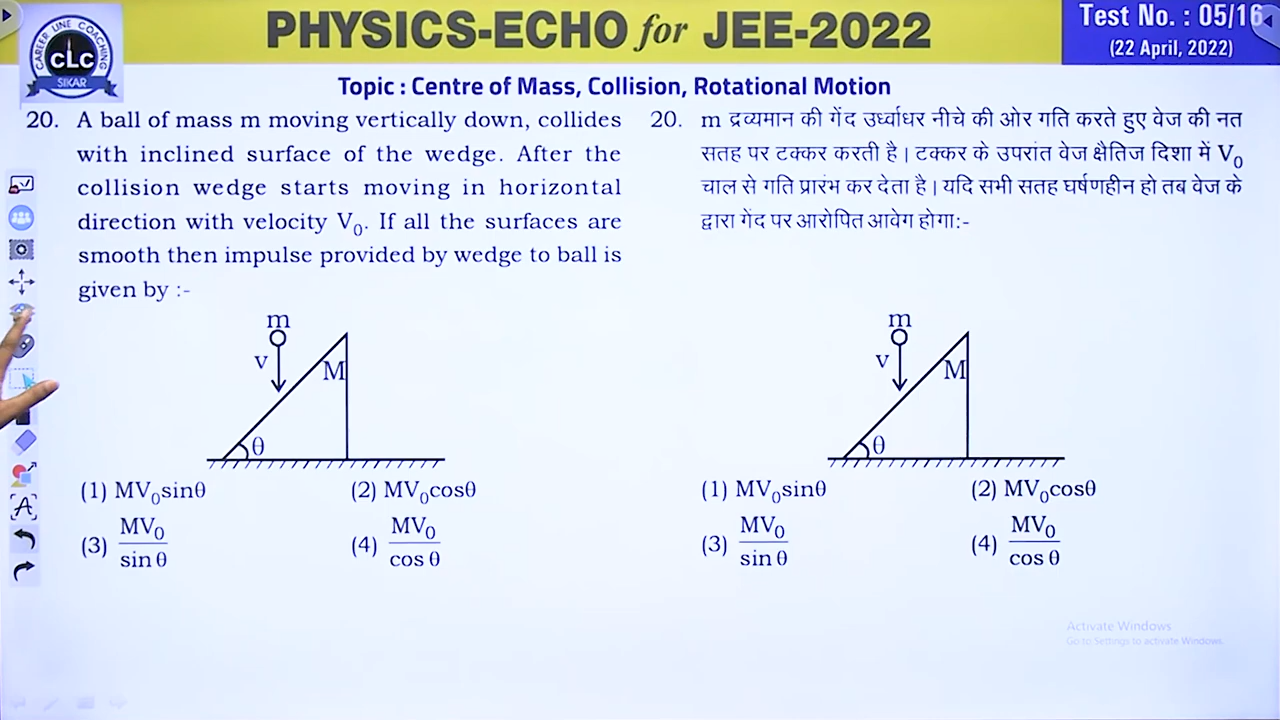 PHYSICS-ECHO for JEE-2022
Test No. : 05/16
(22 April, 2022)
CAREER LINE COACHING
CLC
SIKAR
Topic : Centre of Mass, Collision, Rotational Motion
20. A ball of mass m moving vertically down, collides
with inclined surface of the wedge. After the
collision wedge starts moving in horizontal
direction with velocity V₀. If all the surfaces are
smooth then impulse provided by wedge to ball is
given by :-
m
v
M
θ
(1) MV₀sinθ (2) MV₀cosθ
(3) MV₀/sin θ (4) MV₀/cos θ
20. m द्रव्यमान की गेंद उर्ध्वाधर नीचे की ओर गति करते हुए वेज की नत
सतह पर टक्कर करती है। टक्कर के उपरांत वेज क्षैतिज दिशा में V₀
चाल से गति प्रारंभ कर देता है। यदि सभी सतह घर्षणहीन हो तब वेज के
द्वारा गेंद पर आरोपित आवेग होगा:-
m
v
M
θ
(1) MV₀sinθ (2) MV₀cosθ
(3) MV₀/sin θ (4) MV₀/cos θ
A
Activate Windows
Go to Settings to activate Windows.